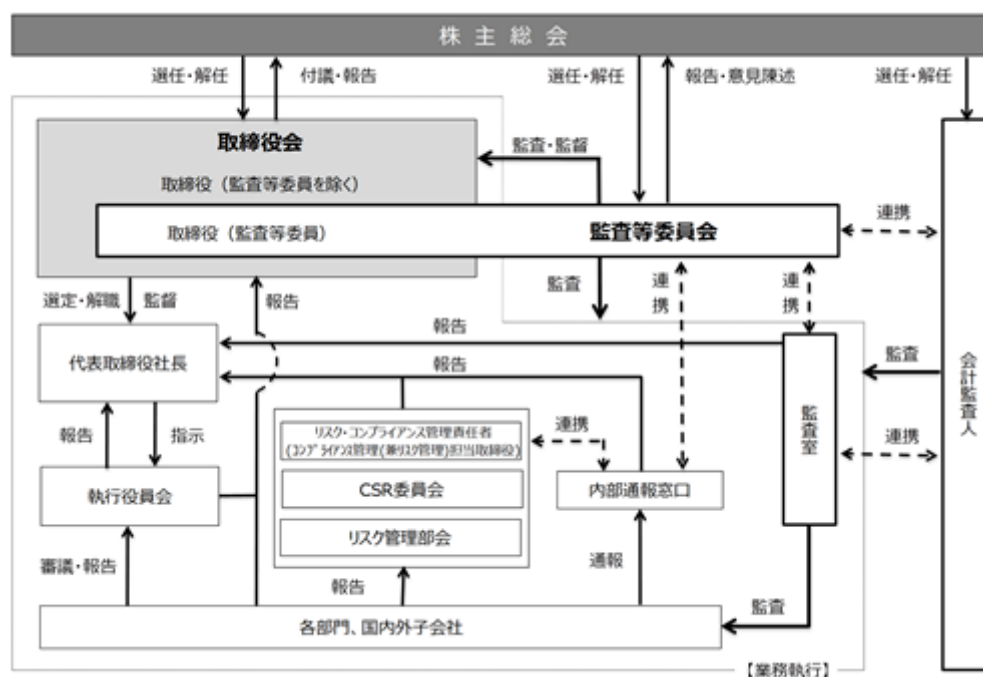 株主総会
選任・解任
付議・報告
選任・解任
報告・意見陳述
選任・解任
取締役会
監査・監督
取締役（監査等委員を除く）
取締役（監査等委員）
監査等委員会
連携
選定・解職
監督
報告
監査
連携
連携
報告
代表取締役社長
報告
監査
会計監査人
報告
指示
リスク・コンプライアンス管理責任者
(コンプライアンス管理(兼リスク管理)担当取締役)
連携
監査室
連携
執行役員会
CSR委員会
内部通報窓口
リスク管理部会
審議・報告
報告
通報
監査
各部門、国内外子会社
【業務執行】